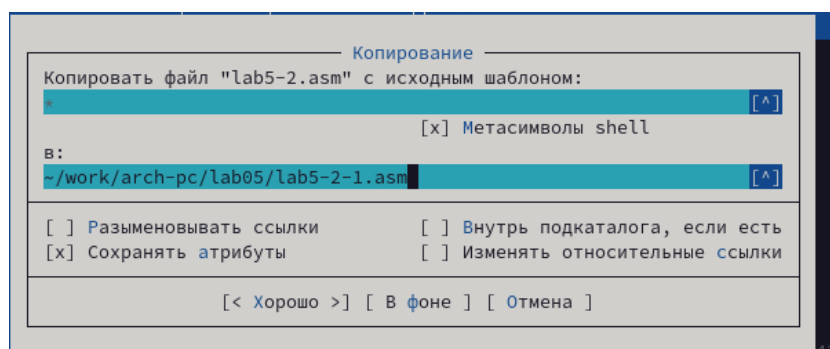 Копирование
Копировать файл "lab5-2.asm" с исходным шаблоном:
* [^]
[x] Метасимволы shell
в:
~/work/arch-pc/lab05/lab5-2-1.asm [^]
[ ] Разыменовывать ссылки [ ] Внутрь подкаталога, если есть
[x] Сохранять атрибуты [ ] Изменять относительные ссылки
[< Хорошо >] [ В фоне ] [ Отмена ]